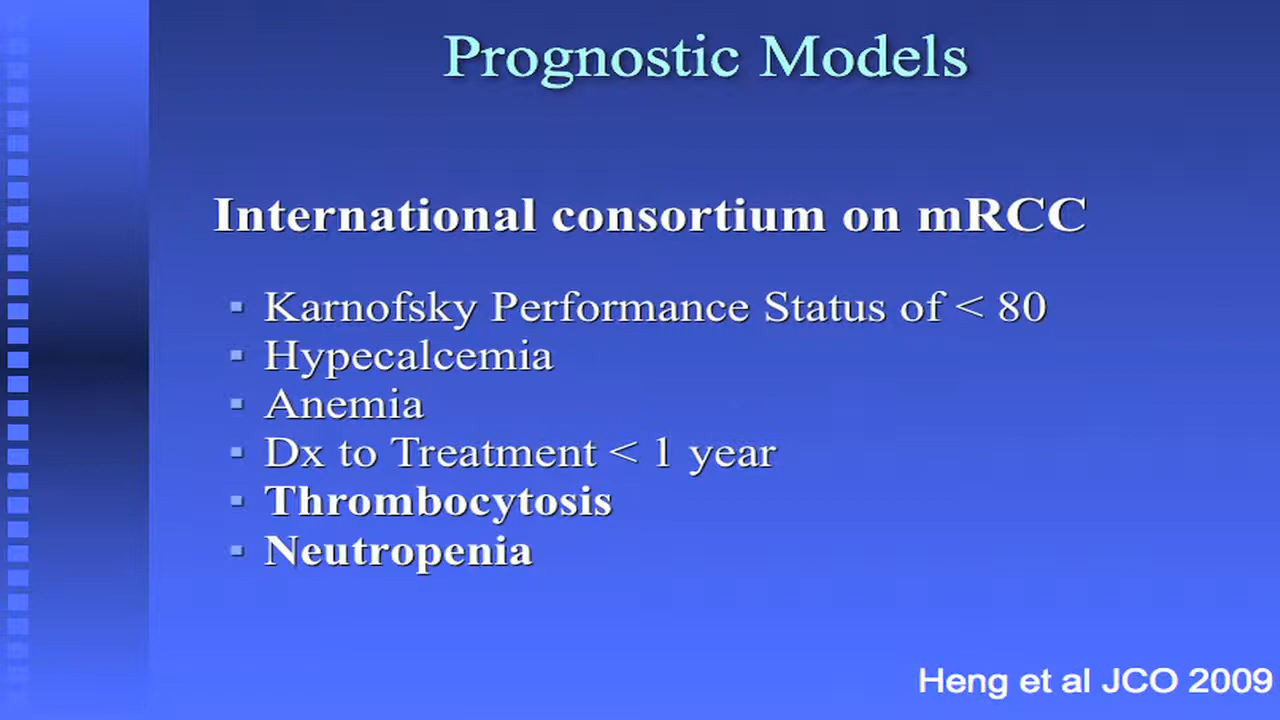 Prognostic Models
International consortium on mRCC
▪ Karnofsky Performance Status of < 80
▪ Hypecalcemia
▪ Anemia
▪ Dx to Treatment < 1 year
▪ Thrombocytosis
▪ Neutropenia
Heng et al JCO 2009